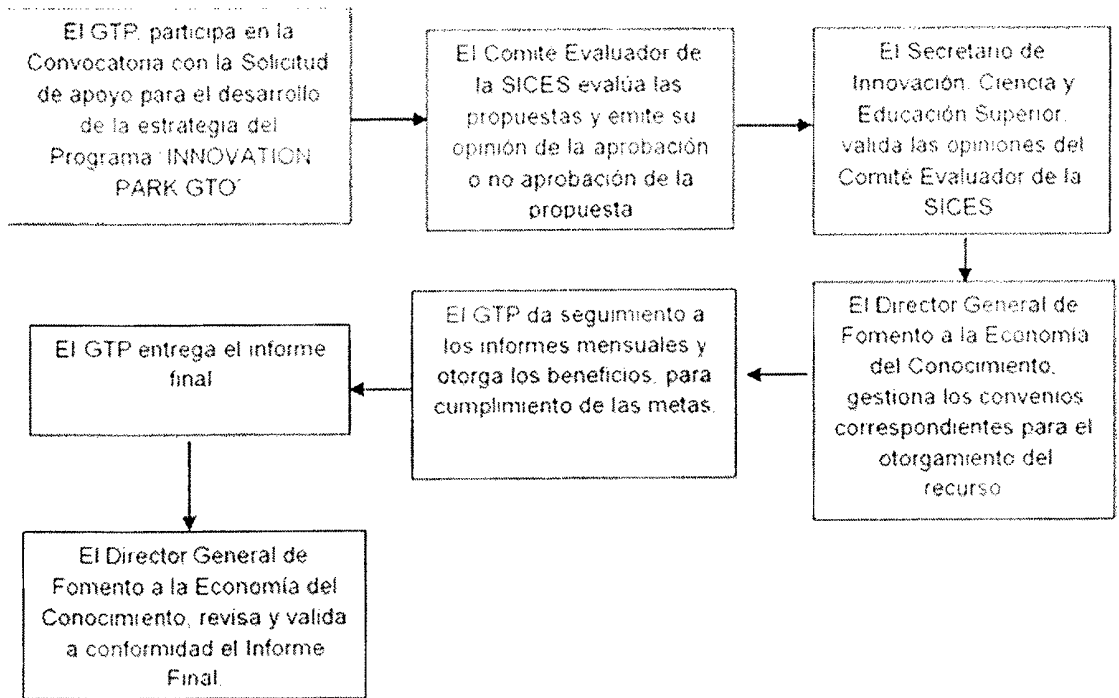 El GTP, participa en la
Convocatoria con la Solicitud
de apoyo para el desarrollo
de la estrategia del
Programa "INNOVATION
PARK GTO"
El Comité Evaluador de
la SICES evalúa las
propuestas y emite su
opinión de la aprobación
o no aprobación de la
propuesta
El Secretario de
Innovación, Ciencia y
Educación Superior,
valida las opiniones del
Comité Evaluador de la
SICES
El Director General de
Fomento a la Economía
del Conocimiento,
gestiona los convenios
correspondientes para el
otorgamiento del
recurso
El GTP da seguimiento a
los informes mensuales y
otorga los beneficios, para
cumplimiento de las metas.
El GTP entrega el informe
final
El Director General de
Fomento a la Economía del
Conocimiento, revisa y valida
a conformidad el Informe
Final.